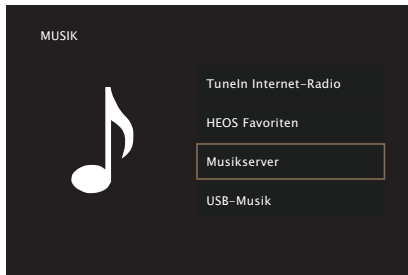 MUSIK
TuneIn Internet-Radio
HEOS Favoriten
Musikserver
USB-Musik